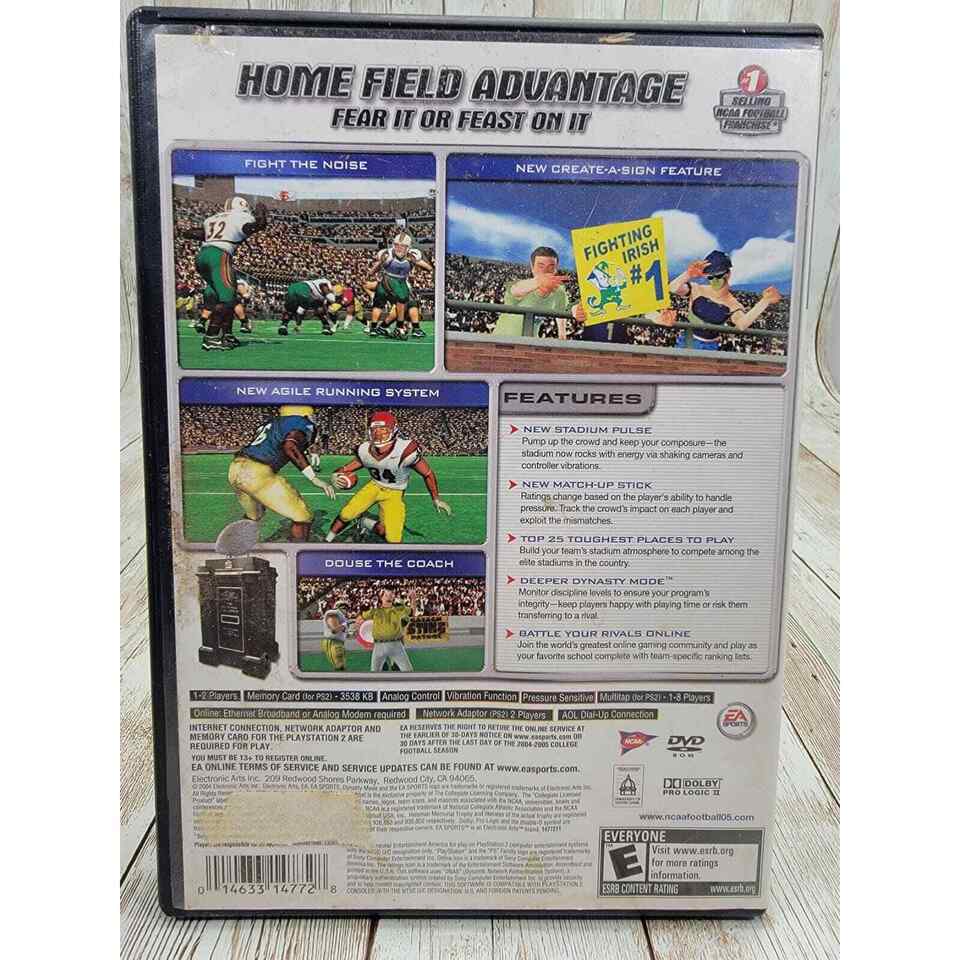 HOME FIELD ADVANTAGE
FEAR IT OR FEAST ON IT
#1
SELLING
NCAA FOOTBALL
FRANCHISE*
FIGHT THE NOISE
32
NEW CREATE-A-SIGN FEATURE
FIGHTING
IRISH
#1
NEW AGILE RUNNING SYSTEM
24
DOUSE THE COACH
FEATURES
NEW STADIUM PULSE
Pump up the crowd and keep your composure—the
stadium now rocks with energy via shaking cameras and
controller vibrations.
NEW MATCH-UP STICK
Ratings change based on the player's ability to handle
pressure. Track the crowd's impact on each player and
exploit the mismatches.
TOP 25 TOUGHEST PLACES TO PLAY
Build your team's stadium atmosphere to compete among the
elite stadiums in the country.
DEEPER DYNASTY MODE™
Monitor discipline levels to ensure your program's
integrity—keep players happy with playing time or risk them
transferring to a rival.
BATTLE YOUR RIVALS ONLINE
Join the world's greatest online gaming community and play as
your favorite school complete with team-specific ranking lists.
1-2 Players Memory Card (for PS2) - 3538 KB Analog Control Vibration Function Pressure Sensitive Multitap (for PS2) - 1-8 Players
Online: Ethernet Broadband or Analog Modem required Network Adaptor (PS2) 2 Players AOL Dial-Up Connection
INTERNET CONNECTION, NETWORK ADAPTOR AND
MEMORY CARD FOR THE PLAYSTATION 2 ARE
REQUIRED FOR PLAY.
EA RESERVES THE RIGHT TO RETIRE THE ONLINE SERVICE AT
THE EARLIER OF 30-DAYS NOTICE ON www.easports.com OR
30 DAYS AFTER THE LAST DAY OF THE 2004-2005 COLLEGE
FOOTBALL SEASON
YOU MUST BE 13+ TO REGISTER ONLINE.
EA ONLINE TERMS OF SERVICE AND SERVICE UPDATES CAN BE FOUND AT www.easports.com.
Electronic Arts Inc. 209 Redwood Shores Parkway, Redwood City, CA 94065.
EA
SPORTS
NCAA
DVD
ROM
DOLBY
PRO LOGIC II
www.ncaafootball05.com
EVERYONE
E
Visit www.esrb.org
for more ratings
information.
ESRB CONTENT RATING www.esrb.org
0 14633 14772 8